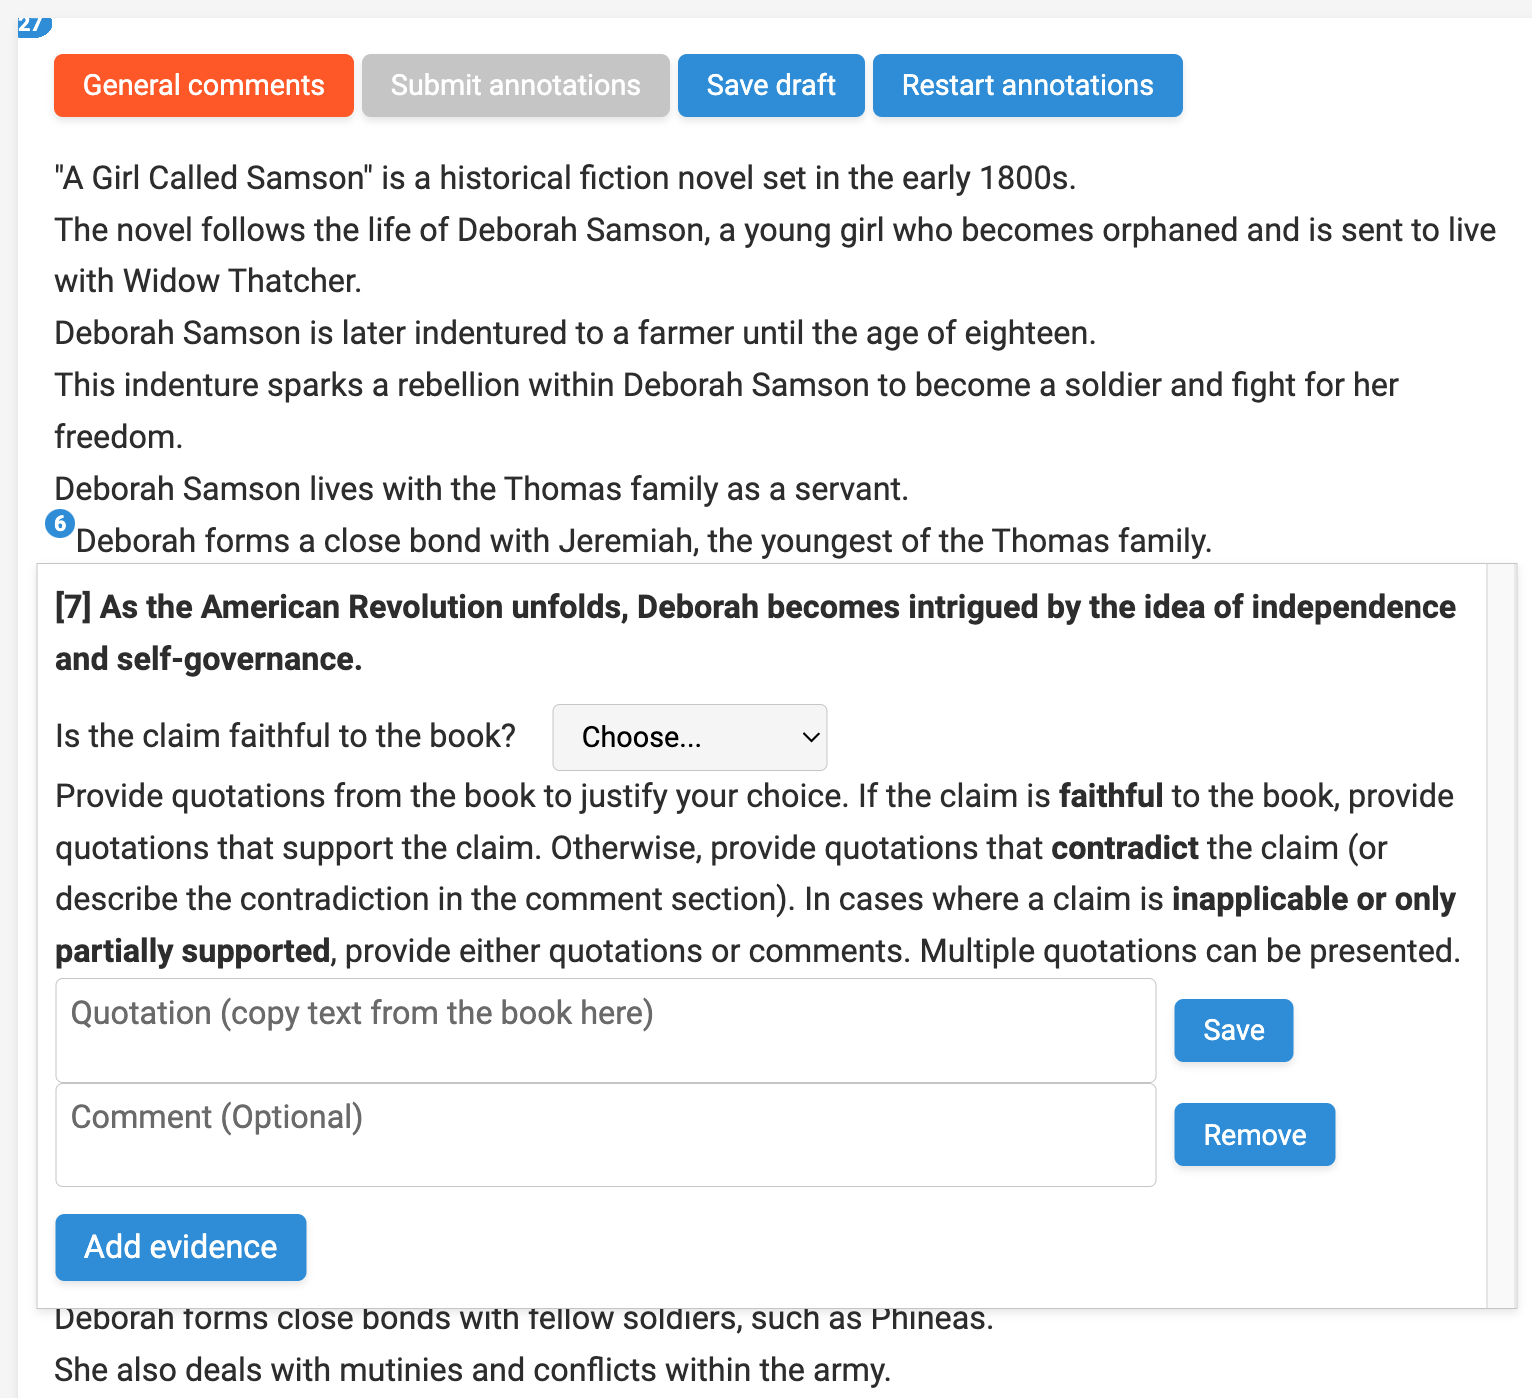 27
General comments Submit annotations Save draft Restart annotations
"A Girl Called Samson" is a historical fiction novel set in the early 1800s.
The novel follows the life of Deborah Samson, a young girl who becomes orphaned and is sent to live
with Widow Thatcher.
Deborah Samson is later indentured to a farmer until the age of eighteen.
This indenture sparks a rebellion within Deborah Samson to become a soldier and fight for her
freedom.
Deborah Samson lives with the Thomas family as a servant.
6 Deborah forms a close bond with Jeremiah, the youngest of the Thomas family.
[7] As the American Revolution unfolds, Deborah becomes intrigued by the idea of independence
and self-governance.
Is the claim faithful to the book? Choose...
Provide quotations from the book to justify your choice. If the claim is faithful to the book, provide
quotations that support the claim. Otherwise, provide quotations that contradict the claim (or
describe the contradiction in the comment section). In cases where a claim is inapplicable or only
partially supported, provide either quotations or comments. Multiple quotations can be presented.
Quotation (copy text from the book here)
Save
Comment (Optional)
Remove
Add evidence
Deborah forms close bonds with fellow soldiers, such as Phineas.
She also deals with mutinies and conflicts within the army.